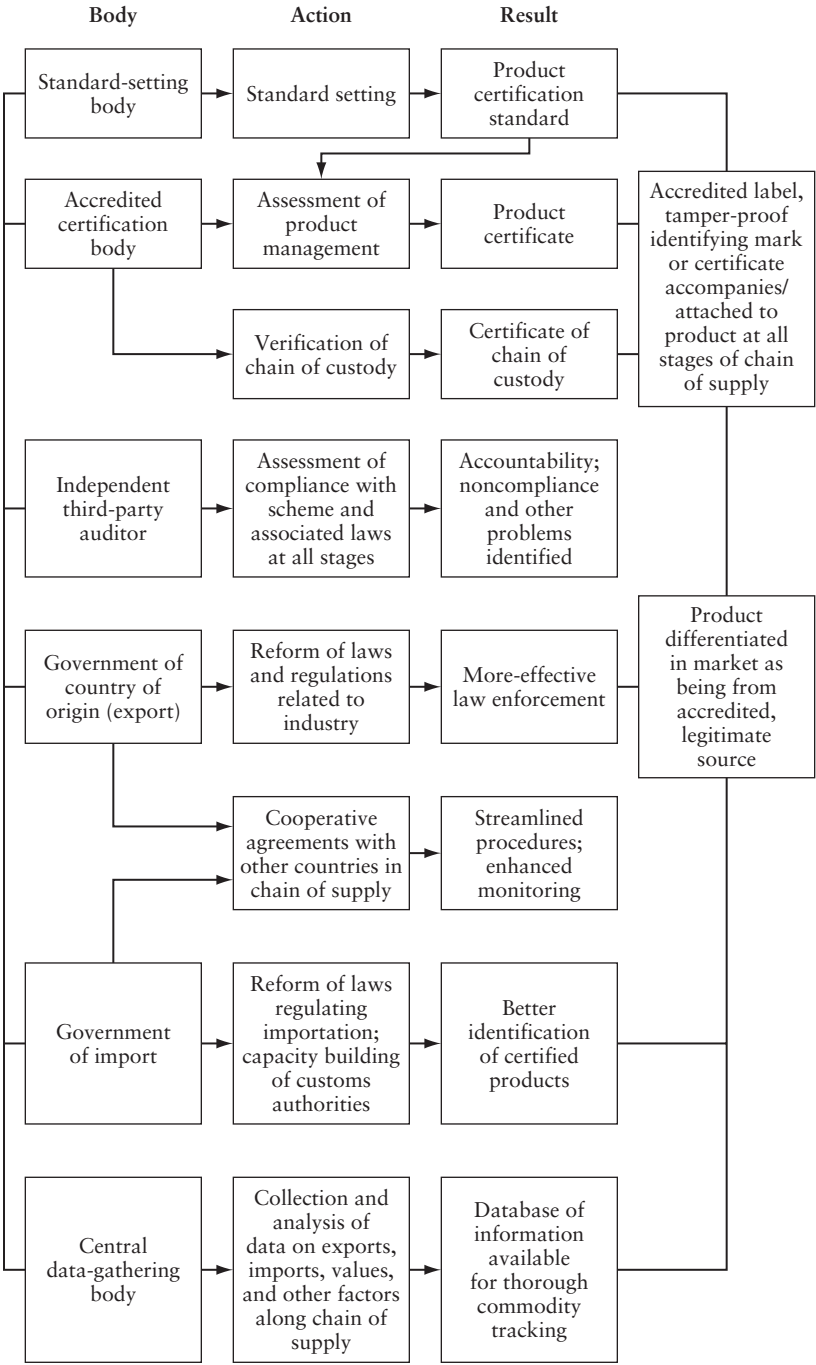 Body
Action
Result
Standard-setting
body
Standard setting
Product
certification
standard
Accredited
certification
body
Assessment of
product
management
Product
certificate
Accredited label,
tamper-proof
identifying mark
or certificate
accompanies/
attached to
product at all
stages of chain
of supply
Verification of
chain of custody
Certificate of
chain of
custody
Independent
third-party
auditor
Assessment of
compliance with
scheme and
associated laws
at all stages
Accountability;
noncompliance
and other
problems
identified
Government of
country of
origin (export)
Reform of laws
and regulations
related to
industry
More-effective
law enforcement
Product
differentiated
in market as
being from
accredited,
legitimate
source
Cooperative
agreements with
other countries in
chain of supply
Streamlined
procedures;
enhanced
monitoring
Government
of import
Reform of laws
regulating
importation;
capacity building
of customs
authorities
Better
identification
of certified
products
Central
data-gathering
body
Collection and
analysis of
data on exports,
imports, values,
and other factors
along chain of
supply
Database of
information
available
for thorough
commodity
tracking